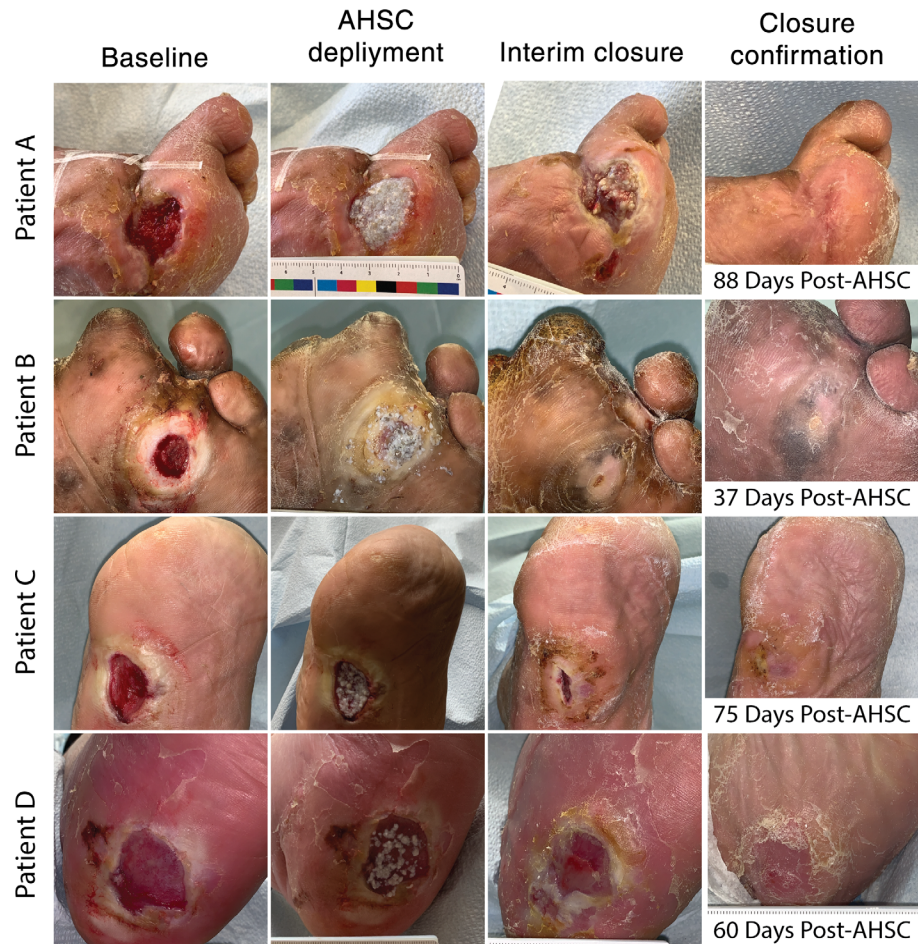 Baseline
AHSC
depliyment
Interim closure
Closure
confirmation
Patient A
88 Days Post-AHSC
Patient B
37 Days Post-AHSC
Patient C
75 Days Post-AHSC
Patient D
60 Days Post-AHSC